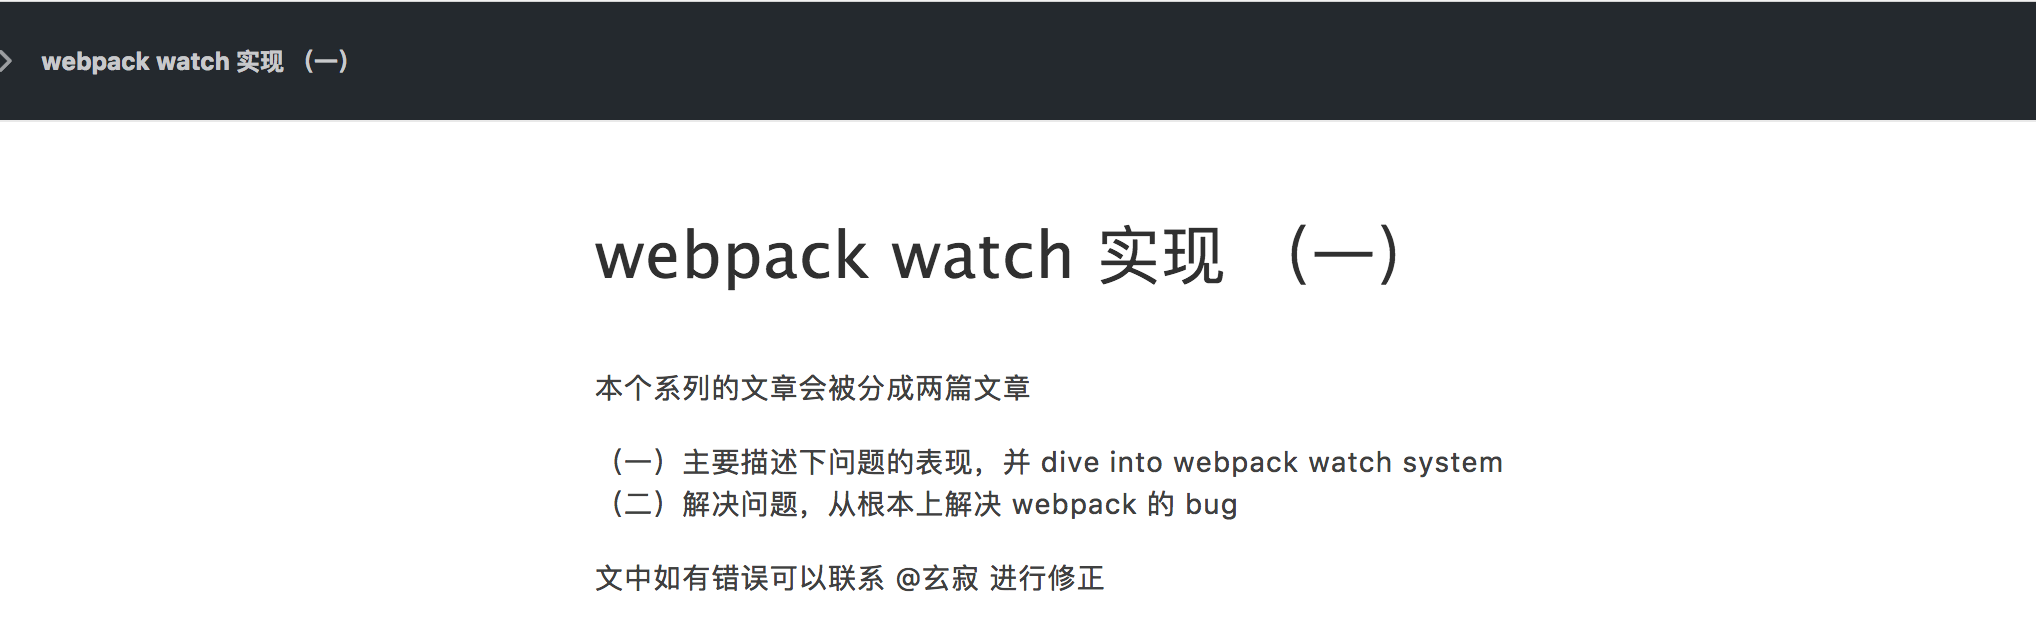 webpack watch 实现 （一）
webpack watch 实现 （一）
本个系列的文章会被分成两篇文章
（一）主要描述下问题的表现，并 dive into webpack watch system
（二）解决问题，从根本上解决 webpack 的 bug
文中如有错误可以联系 @玄寂 进行修正